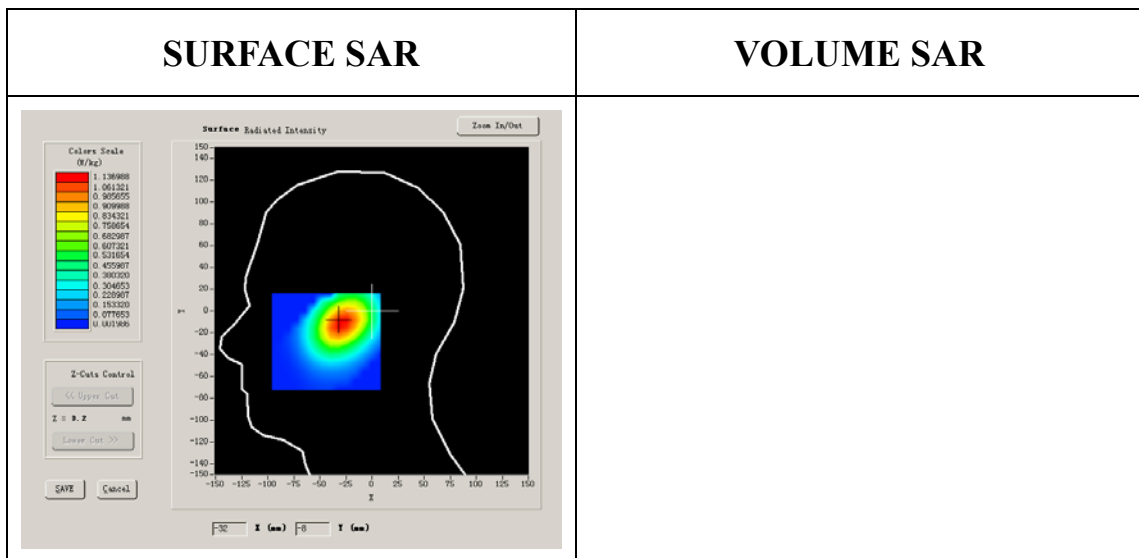 SURFACE SAR
VOLUME SAR
Surface Radiated Intensity
Zoom In/Out
Colors Scale
(W/kg)
1.136988
1.061321
0.985655
0.909988
0.834321
0.758654
0.682987
0.607321
0.531654
0.455987
0.380320
0.304653
0.228987
0.153320
0.077653
0.001986
150
140
120
100
80
60
40
20
0
-20
-40
-60
-80
-100
-120
-140
-150
Y
-150 -125 -100 -75 -50 -25 0 25 50 75 100 125 150
X
Z-Cuts Control
<< Upper Cut
Z = 3.2 mm
Lower Cut >>
SAVE
Cancel
-32 X (mm) -8 Y (mm)